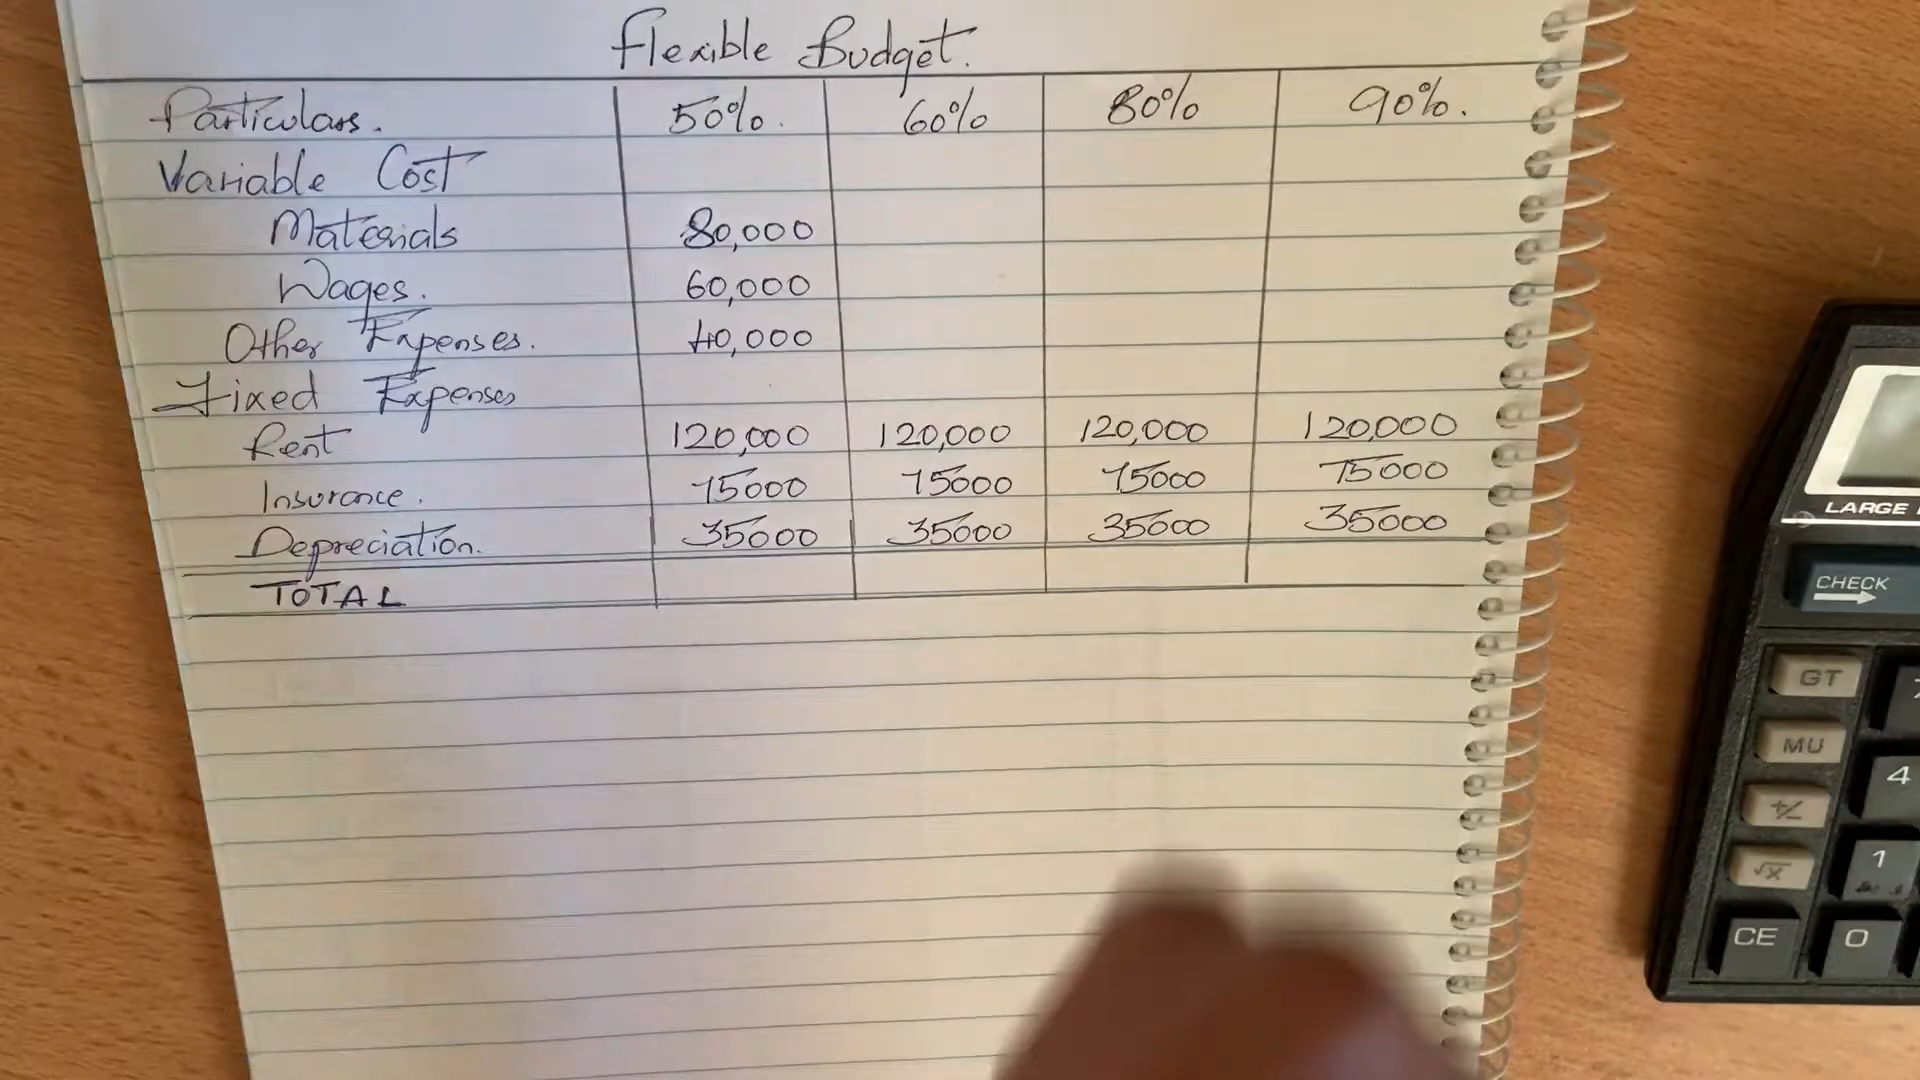 Flexible Budget.
Particulars. 50%. 60% 80% 90%.
Variable Cost
Materials 80,000
Wages. 60,000
Other Expenses. 40,000
Fixed Expenses
Rent 120,000 120,000 120,000 120,000
Insurance. 75000 75000 75000 75000
Depreciation. 35000 35000 35000 35000
TOTAL
LARGE
CHECK
GT
MU
4
+/-
√x
1
CE 0